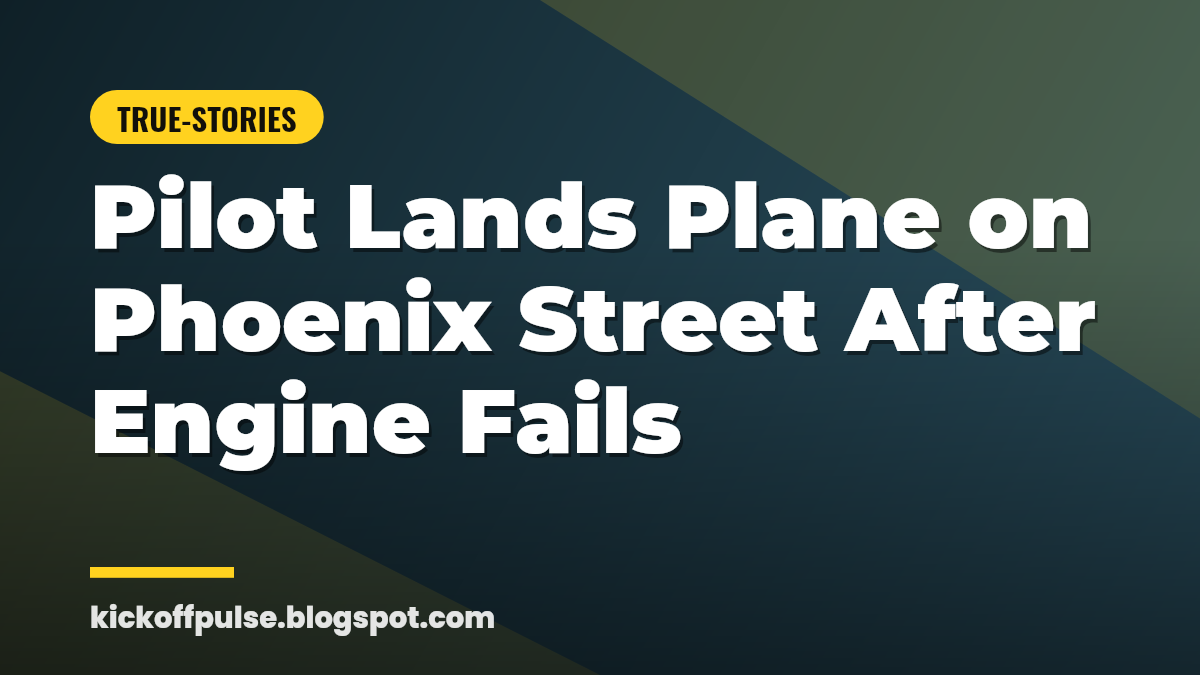 TRUE-STORIES
Pilot Lands Plane on
Phoenix Street After
Engine Fails
kickoffpulse.blogspot.com